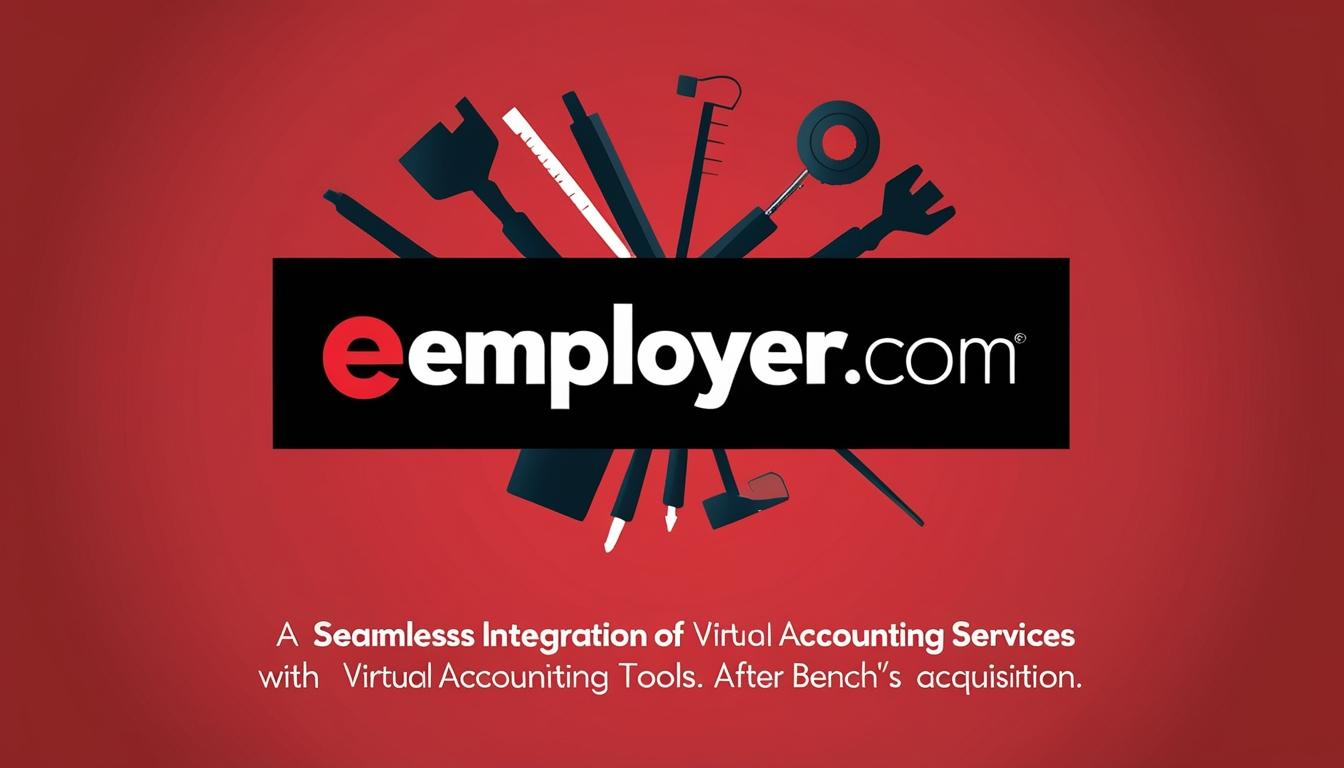 eemployer.com
A Seamlesss Integration of Virtual Accounting Services
with Virtual Accouniting Tools. After Bench"s acquisiition.